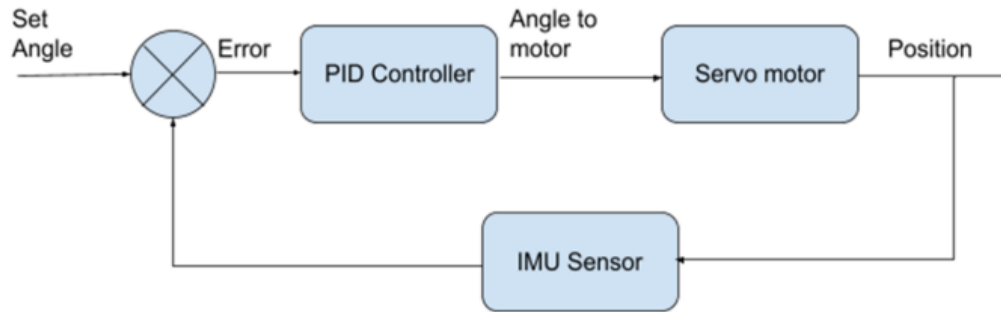 Set
Angle
Error
PID Controller
Angle to
motor
Servo motor
Position
IMU Sensor